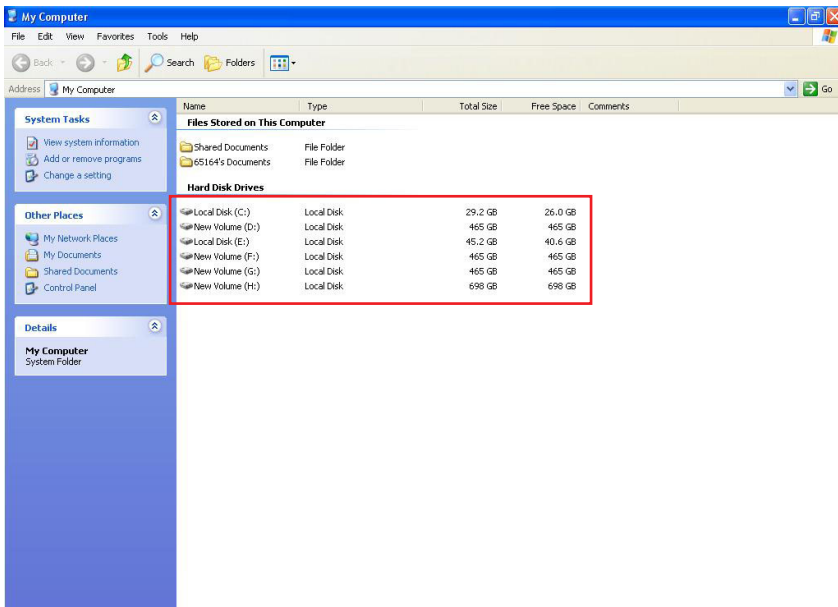 My Computer
File Edit View Favorites Tools Help
Back Search Folders
Address My Computer Go
Name Type Total Size Free Space Comments
System Tasks
View system information
Add or remove programs
Change a setting
Other Places
My Network Places
My Documents
Shared Documents
Control Panel
Details
My Computer
System Folder
Files Stored on This Computer
Shared Documents File Folder
65164's Documents File Folder
Hard Disk Drives
Local Disk (C:) Local Disk 29.2 GB 26.0 GB
New Volume (D:) Local Disk 465 GB 465 GB
Local Disk (E:) Local Disk 45.2 GB 40.6 GB
New Volume (F:) Local Disk 465 GB 465 GB
New Volume (G:) Local Disk 465 GB 465 GB
New Volume (H:) Local Disk 698 GB 698 GB